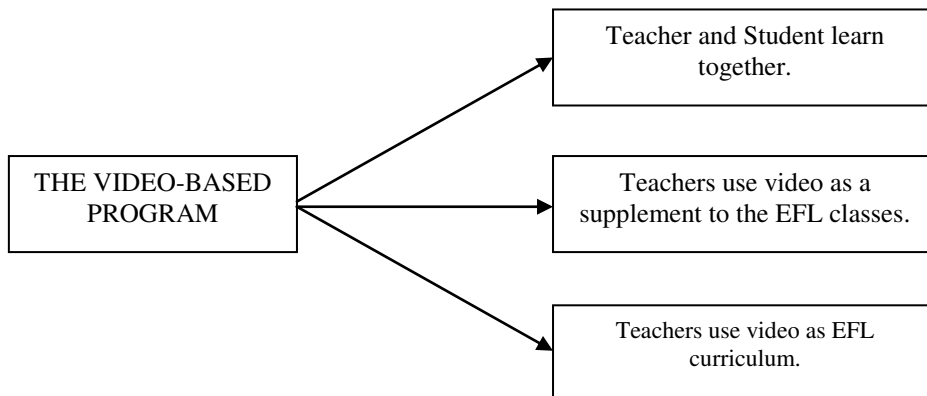 Teacher and Student learn
together.
THE VIDEO-BASED
PROGRAM
Teachers use video as a
supplement to the EFL classes.
Teachers use video as EFL
curriculum.